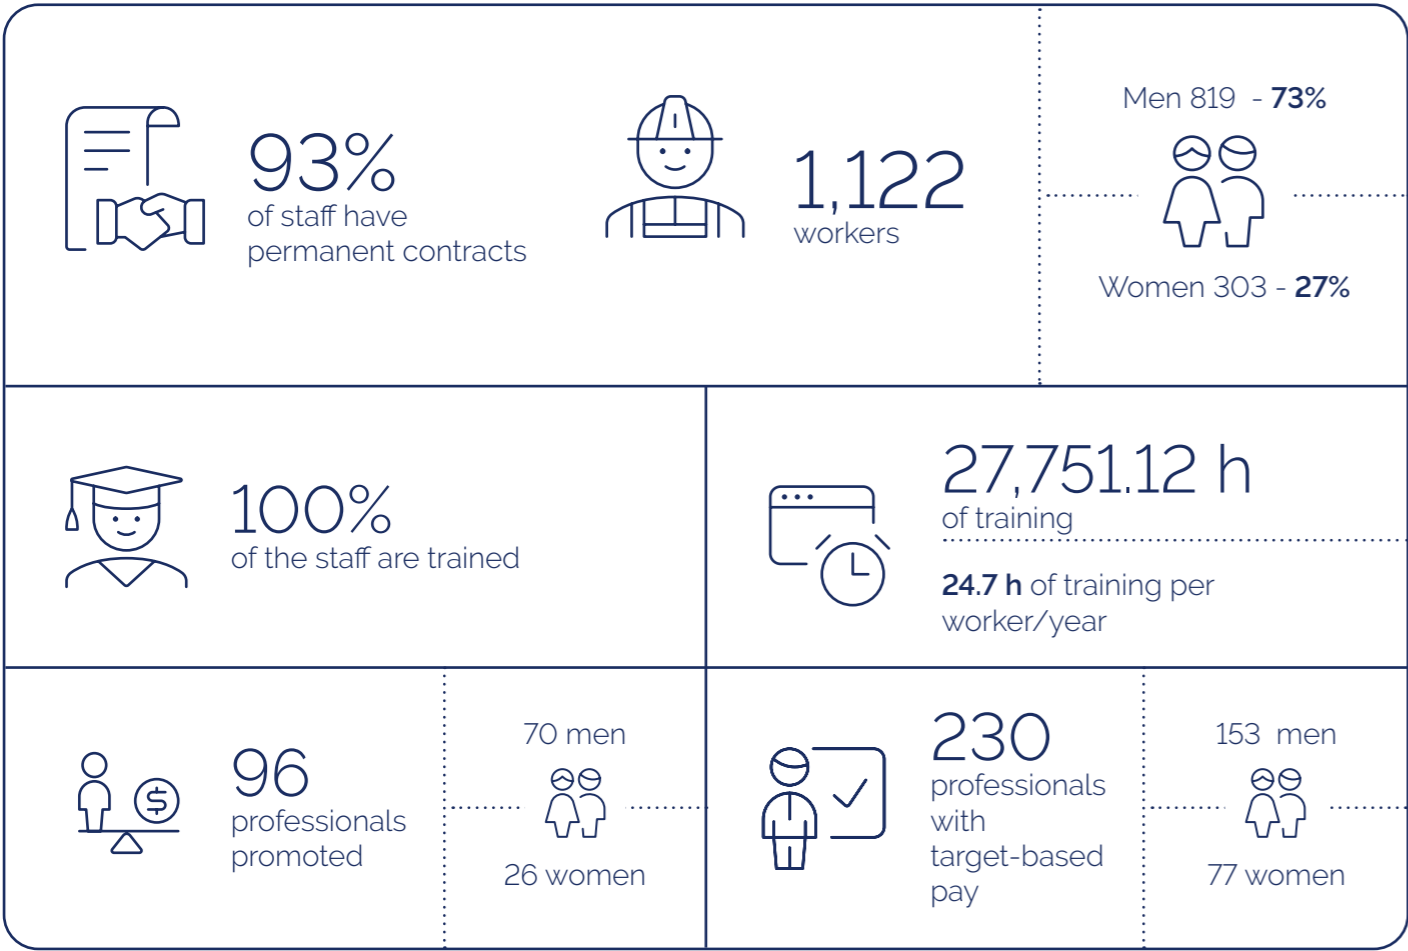 93%
of staff have
permanent contracts
1,122
workers
Men 819 - 73%
Women 303 - 27%
100%
of the staff are trained
27,751.12 h
of training
24.7 h of training per
worker/year
96
professionals
promoted
70 men
26 women
230
professionals
with
target-based
pay
153 men
77 women